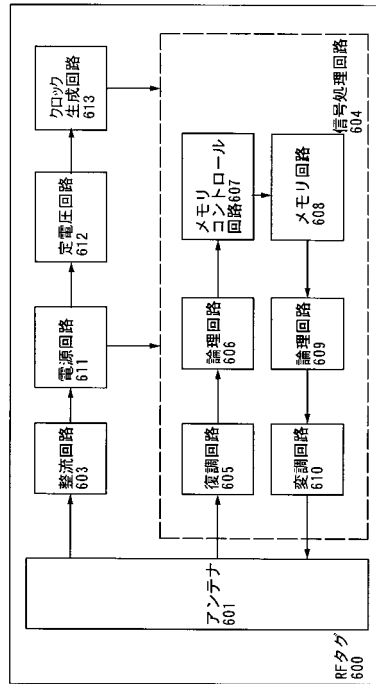 整流回路
603
電源回路
611
定電圧回路
612
クロック
生成回路
613
アンテナ
601
復調回路
605
論理回路
606
メモリ
コントロール
回路607
変調回路
610
論理回路
609
メモリ回路
608
信号処理回路
604
RFタグ
600